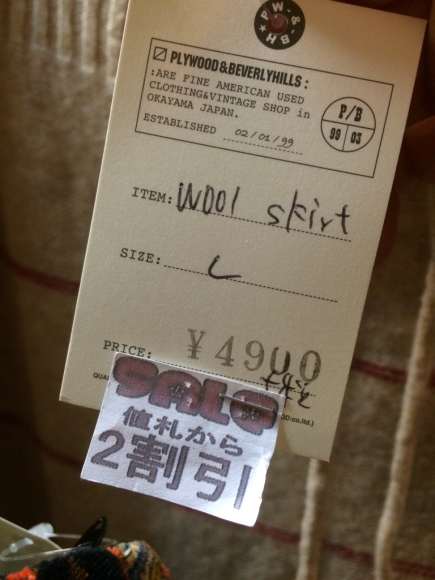 PW-&-BH
PLYWOOD&BEVERLYHILLS:
:ARE FINE AMERICAN USED
CLOTHING&VINTAGE SHOP in
OKAYAMA JAPAN.
ESTABLISHED 02/01/99
P/B
99 03
ITEM: WOOl skirt
SIZE: L
PRICE: ¥4900
SALE
値札から
2割引